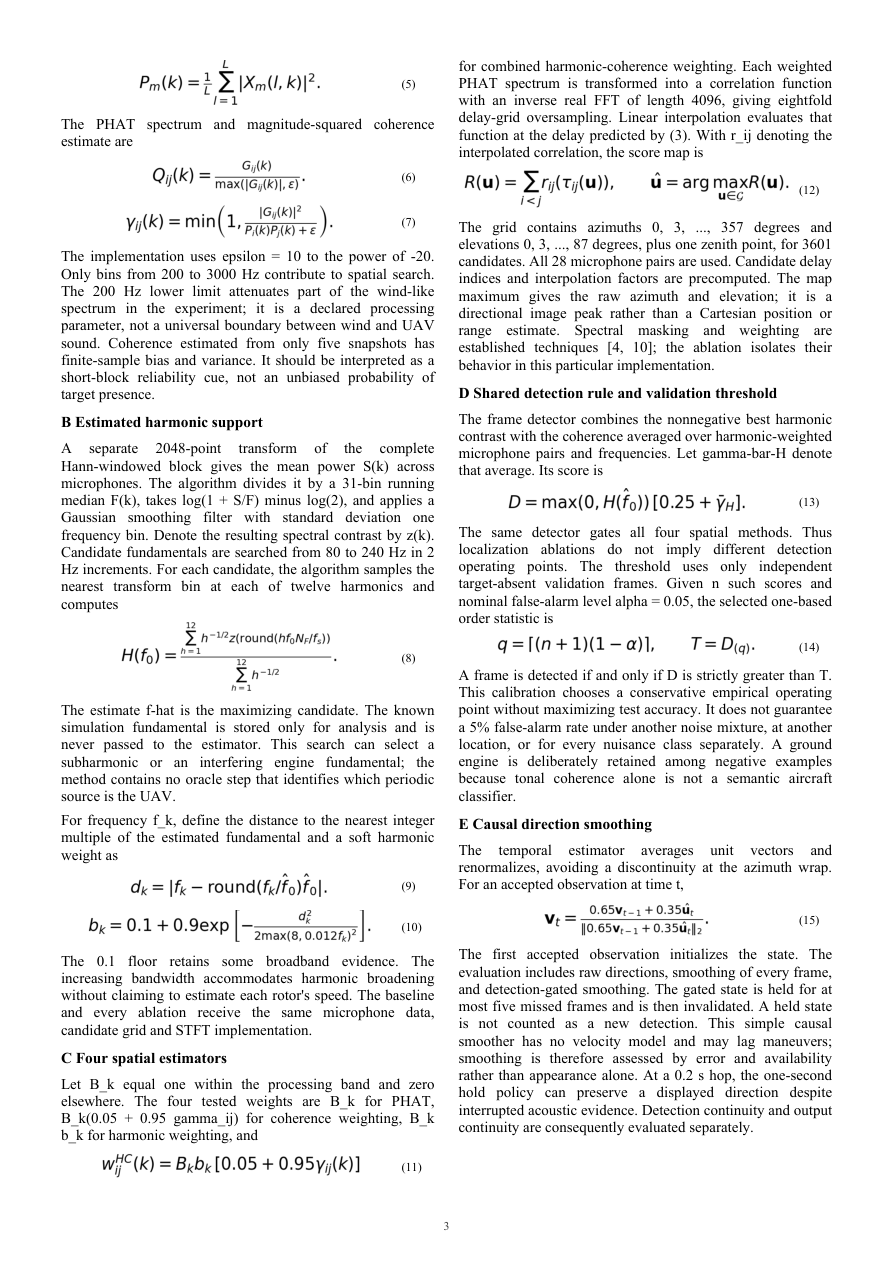 P_m(k) = 1/L ∑_{l=1}^{L} |X_m(l, k)|². (5)
The PHAT spectrum and magnitude-squared coherence
estimate are
Q_ij(k) = G_ij(k) / max(|G_ij(k)|, ε). (6)
γ_ij(k) = min(1, |G_ij(k)|² / (P_i(k)P_j(k) + ε)). (7)
The implementation uses epsilon = 10 to the power of -20.
Only bins from 200 to 3000 Hz contribute to spatial search.
The 200 Hz lower limit attenuates part of the wind-like
spectrum in the experiment; it is a declared processing
parameter, not a universal boundary between wind and UAV
sound. Coherence estimated from only five snapshots has
finite-sample bias and variance. It should be interpreted as a
short-block reliability cue, not an unbiased probability of
target presence.
B Estimated harmonic support
A separate 2048-point transform of the complete
Hann-windowed block gives the mean power S(k) across
microphones. The algorithm divides it by a 31-bin running
median F(k), takes log(1 + S/F) minus log(2), and applies a
Gaussian smoothing filter with standard deviation one
frequency bin. Denote the resulting spectral contrast by z(k).
Candidate fundamentals are searched from 80 to 240 Hz in 2
Hz increments. For each candidate, the algorithm samples the
nearest transform bin at each of twelve harmonics and
computes
H(f₀) = ∑_{h=1}^{12} h^{-1/2} z(round(hf₀N_F/f_s)) / ∑_{h=1}^{12} h^{-1/2}. (8)
The estimate f-hat is the maximizing candidate. The known
simulation fundamental is stored only for analysis and is
never passed to the estimator. This search can select a
subharmonic or an interfering engine fundamental; the
method contains no oracle step that identifies which periodic
source is the UAV.
For frequency f_k, define the distance to the nearest integer
multiple of the estimated fundamental and a soft harmonic
weight as
d_k = |f_k − round(f_k/f̂₀)f̂₀|. (9)
b_k = 0.1 + 0.9exp[−d_k² / 2max(8, 0.012f_k)²]. (10)
The 0.1 floor retains some broadband evidence. The
increasing bandwidth accommodates harmonic broadening
without claiming to estimate each rotor's speed. The baseline
and every ablation receive the same microphone data,
candidate grid and STFT implementation.
C Four spatial estimators
Let B_k equal one within the processing band and zero
elsewhere. The four tested weights are B_k for PHAT,
B_k(0.05 + 0.95 gamma_ij) for coherence weighting, B_k
b_k for harmonic weighting, and
w_ij^HC(k) = B_k b_k [0.05 + 0.95γ_ij(k)] (11)
for combined harmonic-coherence weighting. Each weighted
PHAT spectrum is transformed into a correlation function
with an inverse real FFT of length 4096, giving eightfold
delay-grid oversampling. Linear interpolation evaluates that
function at the delay predicted by (3). With r_ij denoting the
interpolated correlation, the score map is
R(u) = ∑_{i<j} r_ij(τ_ij(u)), û = arg max_{u∈𝒢} R(u). (12)
The grid contains azimuths 0, 3, ..., 357 degrees and
elevations 0, 3, ..., 87 degrees, plus one zenith point, for 3601
candidates. All 28 microphone pairs are used. Candidate delay
indices and interpolation factors are precomputed. The map
maximum gives the raw azimuth and elevation; it is a
directional image peak rather than a Cartesian position or
range estimate. Spectral masking and weighting are
established techniques [4, 10]; the ablation isolates their
behavior in this particular implementation.
D Shared detection rule and validation threshold
The frame detector combines the nonnegative best harmonic
contrast with the coherence averaged over harmonic-weighted
microphone pairs and frequencies. Let gamma-bar-H denote
that average. Its score is
D = max(0, H(f̂₀)) [0.25 + γ̄_H]. (13)
The same detector gates all four spatial methods. Thus
localization ablations do not imply different detection
operating points. The threshold uses only independent
target-absent validation frames. Given n such scores and
nominal false-alarm level alpha = 0.05, the selected one-based
order statistic is
q = ⌈(n + 1)(1 − α)⌉, T = D_(q). (14)
A frame is detected if and only if D is strictly greater than T.
This calibration chooses a conservative empirical operating
point without maximizing test accuracy. It does not guarantee
a 5% false-alarm rate under another noise mixture, at another
location, or for every nuisance class separately. A ground
engine is deliberately retained among negative examples
because tonal coherence alone is not a semantic aircraft
classifier.
E Causal direction smoothing
The temporal estimator averages unit vectors and
renormalizes, avoiding a discontinuity at the azimuth wrap.
For an accepted observation at time t,
v_t = (0.65v_{t−1} + 0.35û_t) / ‖0.65v_{t−1} + 0.35û_t‖₂. (15)
The first accepted observation initializes the state. The
evaluation includes raw directions, smoothing of every frame,
and detection-gated smoothing. The gated state is held for at
most five missed frames and is then invalidated. A held state
is not counted as a new detection. This simple causal
smoother has no velocity model and may lag maneuvers;
smoothing is therefore assessed by error and availability
rather than appearance alone. At a 0.2 s hop, the one-second
hold policy can preserve a displayed direction despite
interrupted acoustic evidence. Detection continuity and output
continuity are consequently evaluated separately.
3